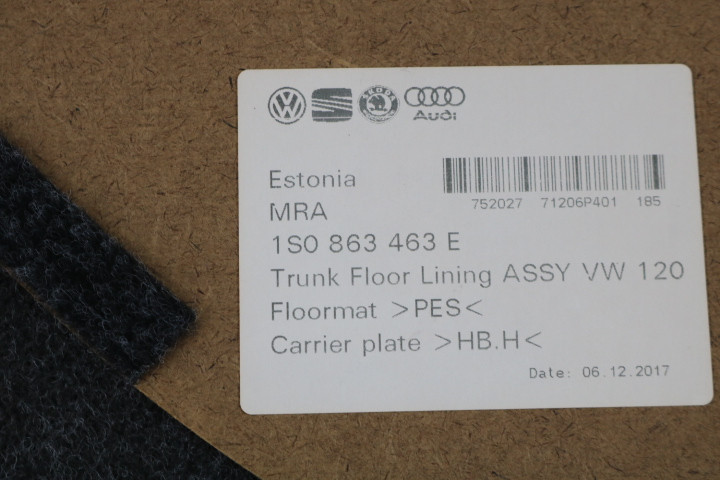 SKODA
Audi
Estonia
752027 71206P401 185
MRA
1S0 863 463 E
Trunk Floor Lining ASSY VW 120
Floormat >PES<
Carrier plate >HB.H<
Date: 06.12.2017